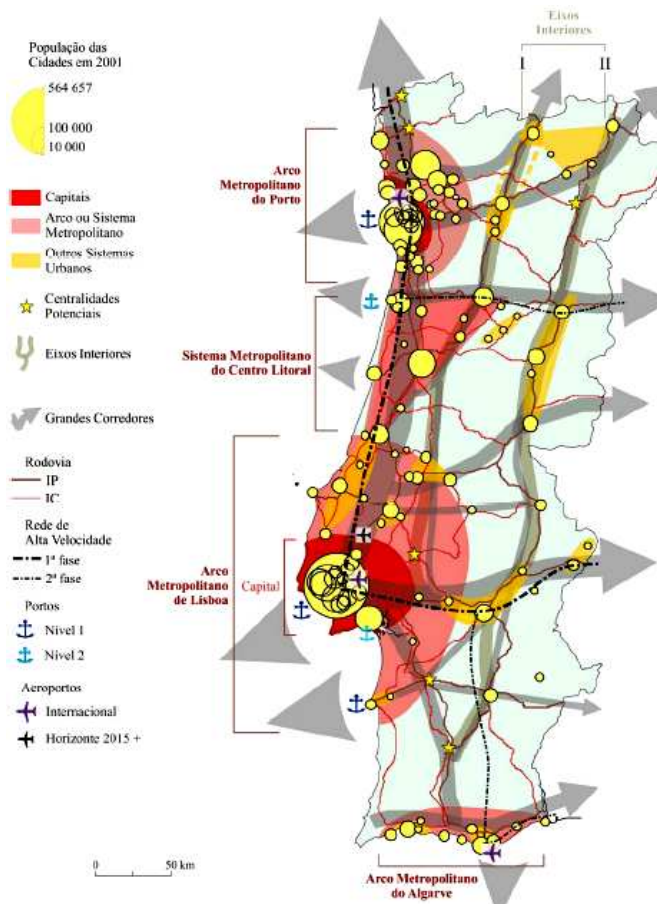 População das
Cidades em 2001
564 657
100 000
10 000
Capitais
Arco ou Sistema
Metropolitano
Outros Sistemas
Urbanos
Centralidades
Potenciais
Eixos Interiores
Grandes Corredores
Rodovia
IP
IC
Rede de
Alta Velocidade
1ª fase
2ª fase
Portos
Nivel 1
Nivel 2
Aeroportos
Internacional
Horizonte 2015 +
0
50 km
Eixos
Interiores
I
II
Arco
Metropolitano
do Porto
Sistema Metropolitano
do Centro Litoral
Arco
Metropolitano
de Lisboa
Capital
Arco Metropolitano
do Algarve